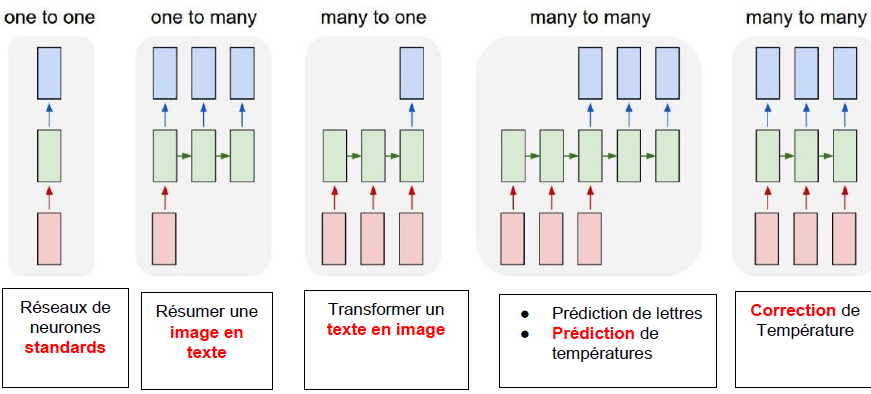 one to one
one to many
many to one
many to many
many to many
Réseaux de
neurones
standards
Résumer une
image en
texte
Transformer un
texte en image
● Prédiction de lettres
● Prédiction de
températures
Correction de
Température